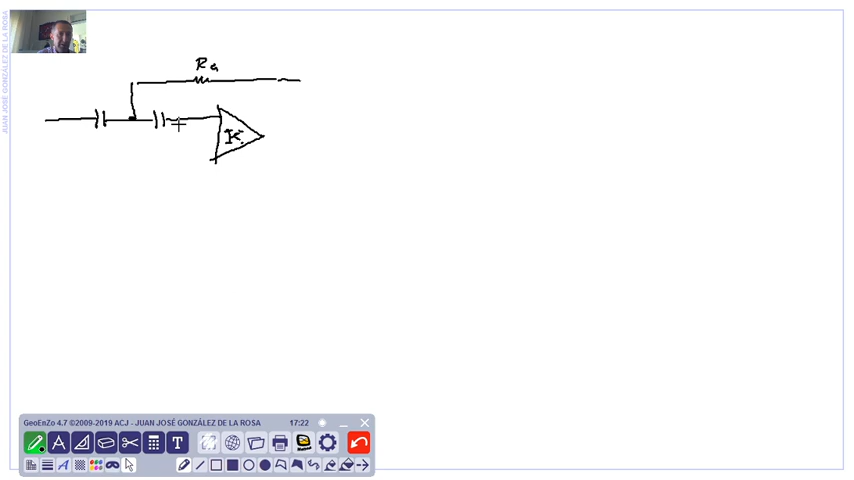 JUAN JOSÉ GONZÁLEZ DE LA ROSA
Ra
K
GeoEnZo 4.7 ©2009-2019 ACJ - JUAN JOSÉ GONZÁLEZ DE LA ROSA 17:22